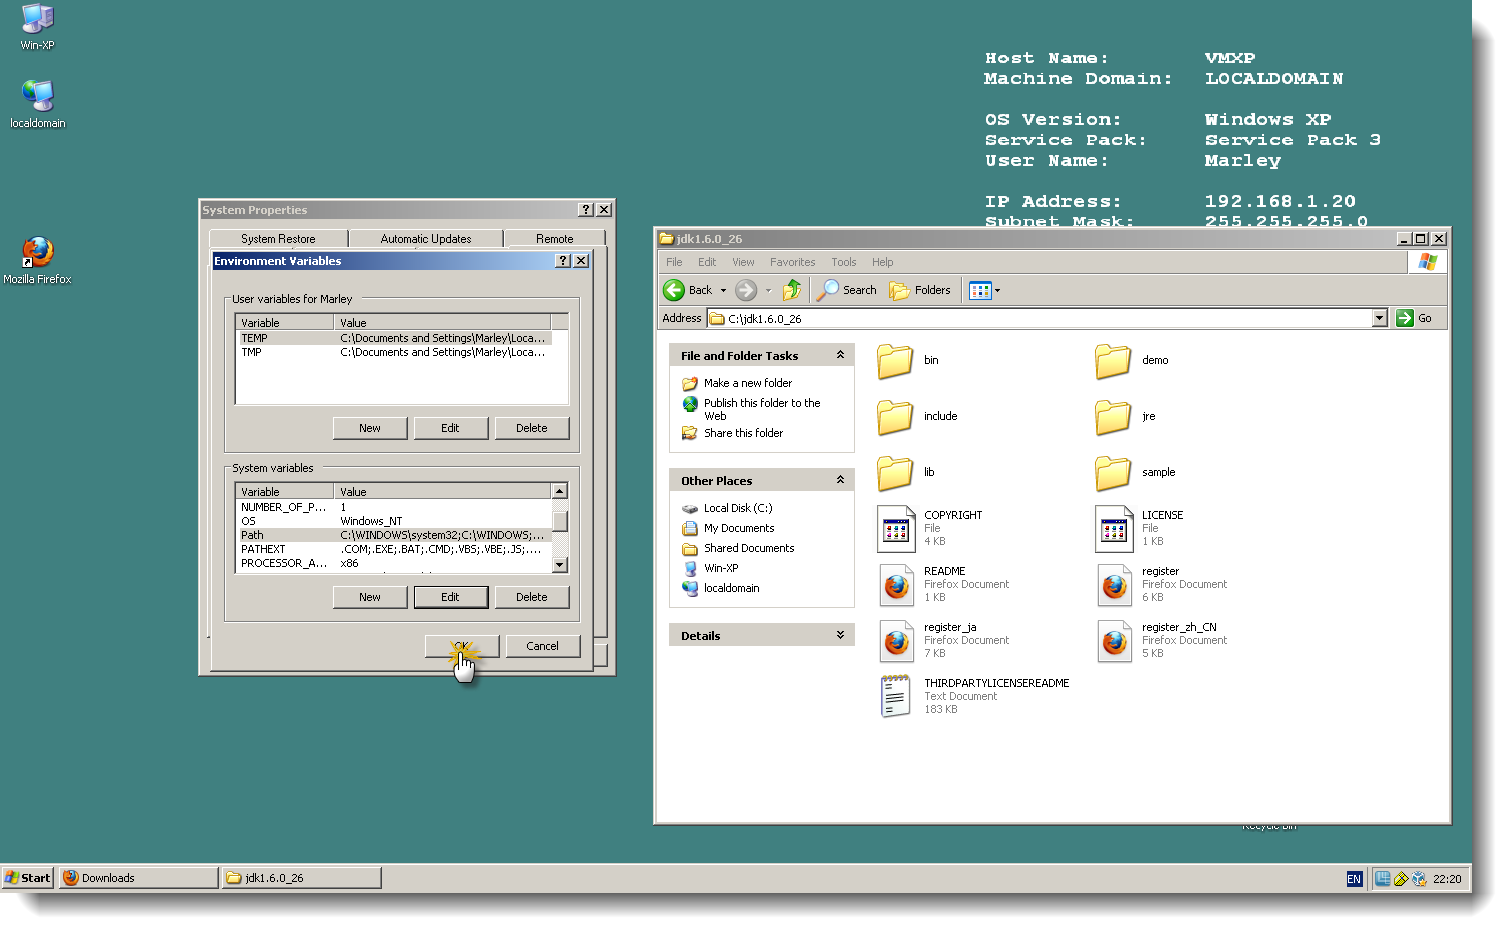 Win-XP
localdomain
Mozilla Firefox
Host Name: VMXP
Machine Domain: LOCALDOMAIN
OS Version: Windows XP
Service Pack: Service Pack 3
User Name: Marley
IP Address: 192.168.1.20
Subnet Mask: 255.255.255.0
System Properties
System Restore
Automatic Updates
Remote
Environment Variables
User variables for Marley
Variable Value
TEMP C:\Documents and Settings\Marley\Loca...
TMP C:\Documents and Settings\Marley\Loca...
New
Edit
Delete
System variables
Variable Value
NUMBER_OF_P... 1
OS Windows_NT
Path C:\WINDOWS\system32;C:\WINDOWS;...
PATHEXT .COM;.EXE;.BAT;.CMD;.VBS;.VBE;.JS;....
PROCESSOR_A... x86
New
Edit
Delete
OK
Cancel
jdk1.6.0_26
File Edit View Favorites Tools Help
Back
Search
Folders
Address C:\jdk1.6.0_26
Go
File and Folder Tasks
Make a new folder
Publish this folder to the
Web
Share this folder
Other Places
Local Disk (C:)
My Documents
Shared Documents
Win-XP
localdomain
Details
bin
demo
include
jre
lib
sample
COPYRIGHT
File
4 KB
LICENSE
File
1 KB
README
Firefox Document
1 KB
register
Firefox Document
6 KB
register_ja
Firefox Document
7 KB
register_zh_CN
Firefox Document
5 KB
THIRDPARTYLICENSEREADME
Text Document
183 KB
Recycle Bin
Start
Downloads
jdk1.6.0_26
EN
22:20